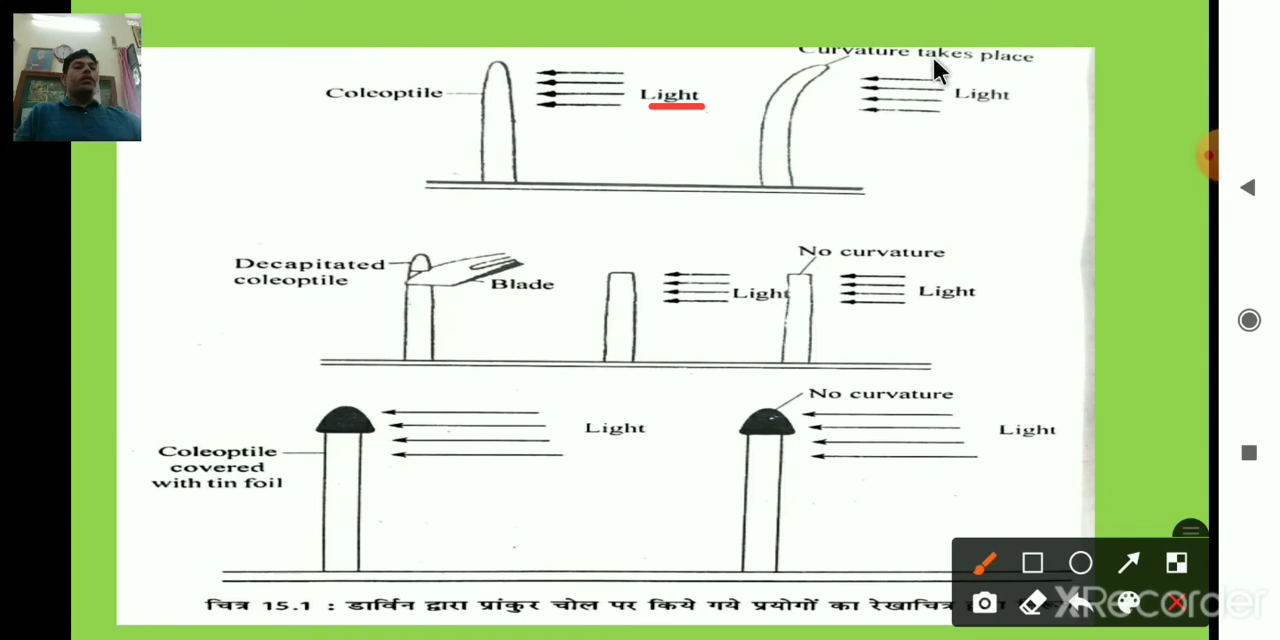 Curvature takes place
Coleoptile
Light
Light
No curvature
Decapitated
coleoptile
Blade
Light
Light
No curvature
Light
Light
Coleoptile
covered
with tin foil
चित्र 15.1 : डार्विन द्वारा प्रांकुर चोल पर किये गये प्रयोगों का रेखाचित्र
XRecorder